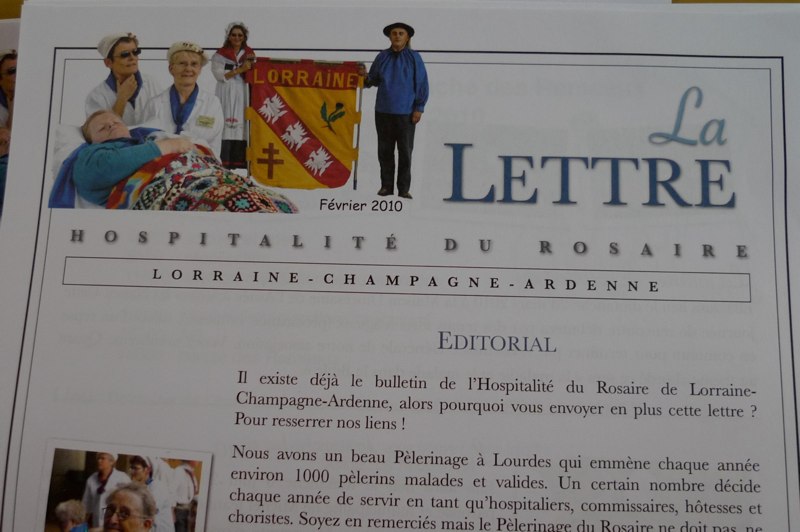 LORRAINE
La
LETTRE
Février 2010
HOSPITALITÉ DU ROSAIRE
LORRAINE-CHAMPAGNE-ARDENNE
EDITORIAL
Il existe déjà le bulletin de l'Hospitalité du Rosaire de Lorraine-
Champagne-Ardenne, alors pourquoi vous envoyer en plus cette lettre ?
Pour resserrer nos liens !
Nous avons un beau Pèlerinage à Lourdes qui emmène chaque année
environ 1000 pèlerins malades et valides. Un certain nombre décide
chaque année de servir en tant qu'hospitaliers, commissaires, hôtesses et
choristes. Soyez en remerciés mais le Pèlerinage du Rosaire ne doit pas, ne